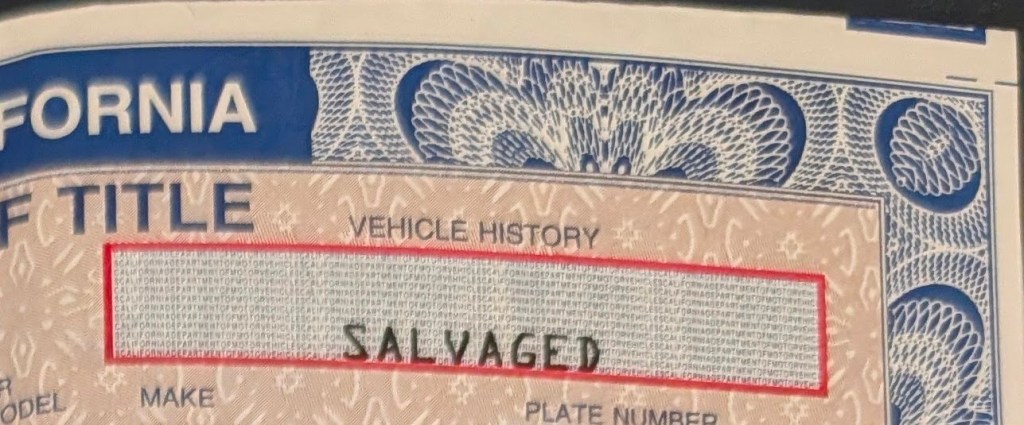 FORNIA
F TITLE
VEHICLE HISTORY
SALVAGED
R
ODEL
MAKE
PLATE NUMBER